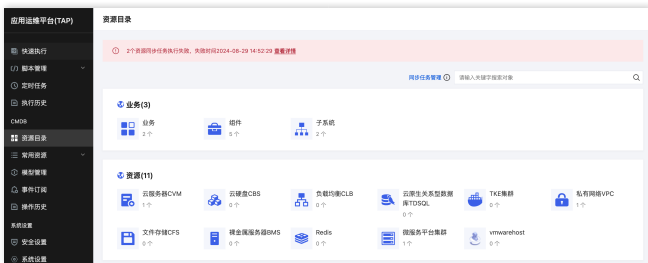 应用运维平台(TAP)
资源目录
快速执行
2个资源同步任务执行失败，失败时间2024-08-29 14:52:29 查看详情
脚本管理
同步任务管理
请输入关键字搜索对象
定时任务
执行历史
业务(3)
CMDB
业务
2 个
组件
5 个
子系统
2 个
资源目录
常用资源
模型管理
资源(11)
事件订阅
云服务器CVM
1 个
云硬盘CBS
0 个
负载均衡CLB
0 个
云原生关系型数据
库TDSQL
0 个
TKE集群
0 个
私有网络VPC
1 个
操作历史
系统设置
文件存储CFS
0 个
裸金属服务器BMS
0 个
Redis
0 个
微服务平台集群
1 个
vmwarehost
0 个
安全设置
系统设置